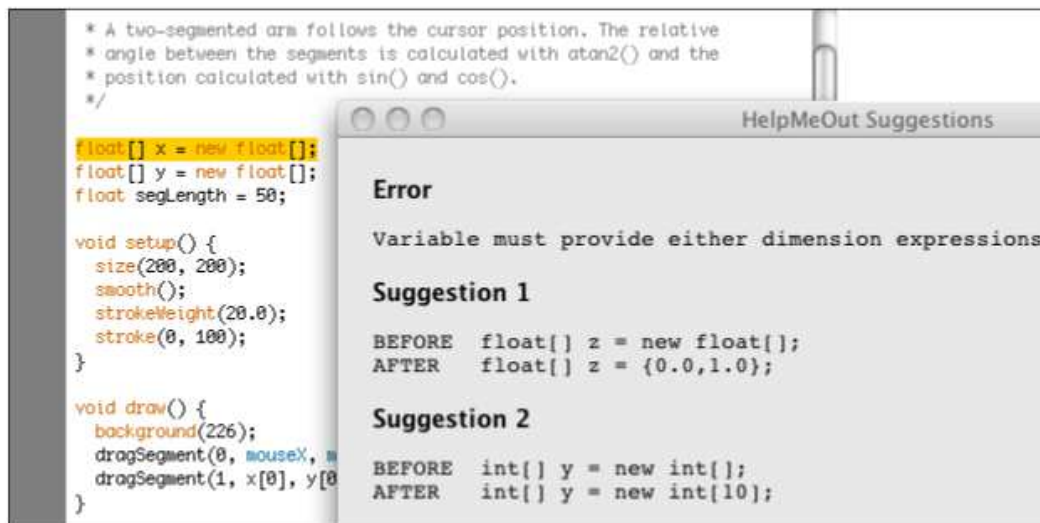 * A two-segmented arm follows the cursor position. The relative
* angle between the segments is calculated with atan2() and the
* position calculated with sin() and cos().
*/
float[] x = new float[];
float[] y = new float[];
float segLength = 50;
void setup() {
size(200, 200);
smooth();
strokeWeight(20.0);
stroke(0, 100);
}
void draw() {
background(226);
dragSegment(0, mouseX, m
dragSegment(1, x[0], y[0
}
HelpMeOut Suggestions
Error
Variable must provide either dimension expressions
Suggestion 1
BEFORE float[] z = new float[];
AFTER float[] z = {0.0,1.0};
Suggestion 2
BEFORE int[] y = new int[];
AFTER int[] y = new int[10];